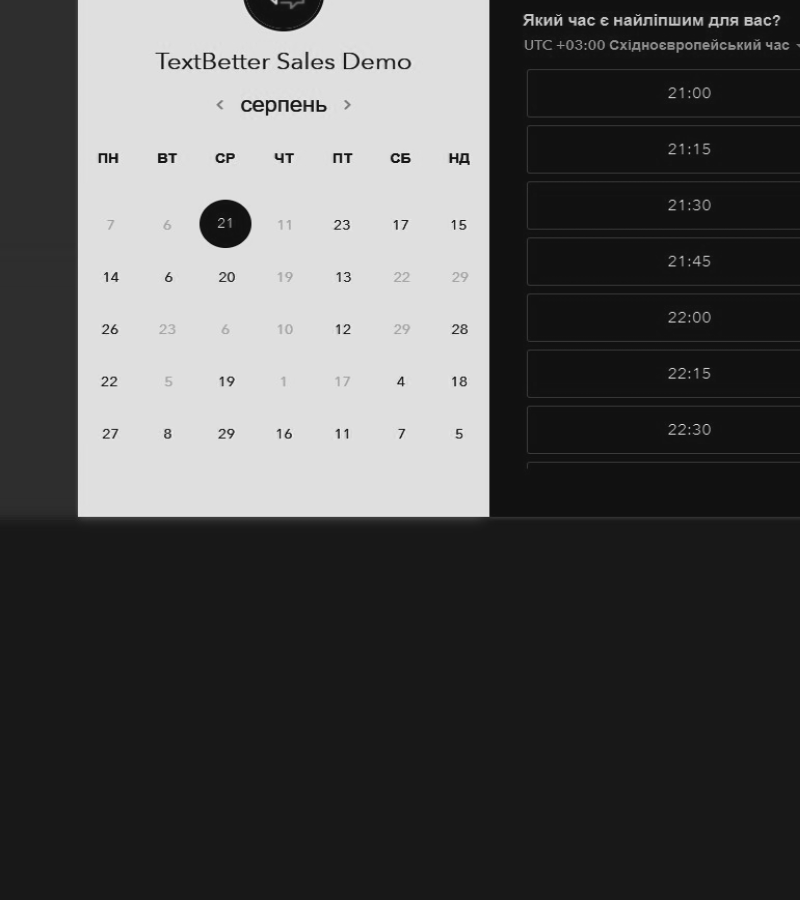 TextBetter Sales Demo
< серпень >
ПН ВТ СР ЧТ ПТ СБ НД
7 6 21 11 23 17 15
14 6 20 19 13 22 29
26 23 6 10 12 29 28
22 5 19 1 17 4 18
27 8 29 16 11 7 5
Який час є найліпшим для вас?
UTC +03:00 Східноєвропейський час
21:00
21:15
21:30
21:45
22:00
22:15
22:30